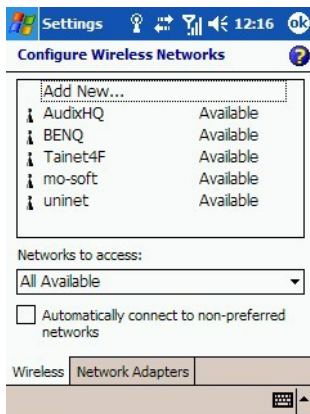 Settings 12:16 ok
Configure Wireless Networks ?
Add New...
AudixHQ Available
BENQ Available
Tainet4F Available
mo-soft Available
uninet Available
Networks to access:
All Available
Automatically connect to non-preferred
networks
Wireless Network Adapters